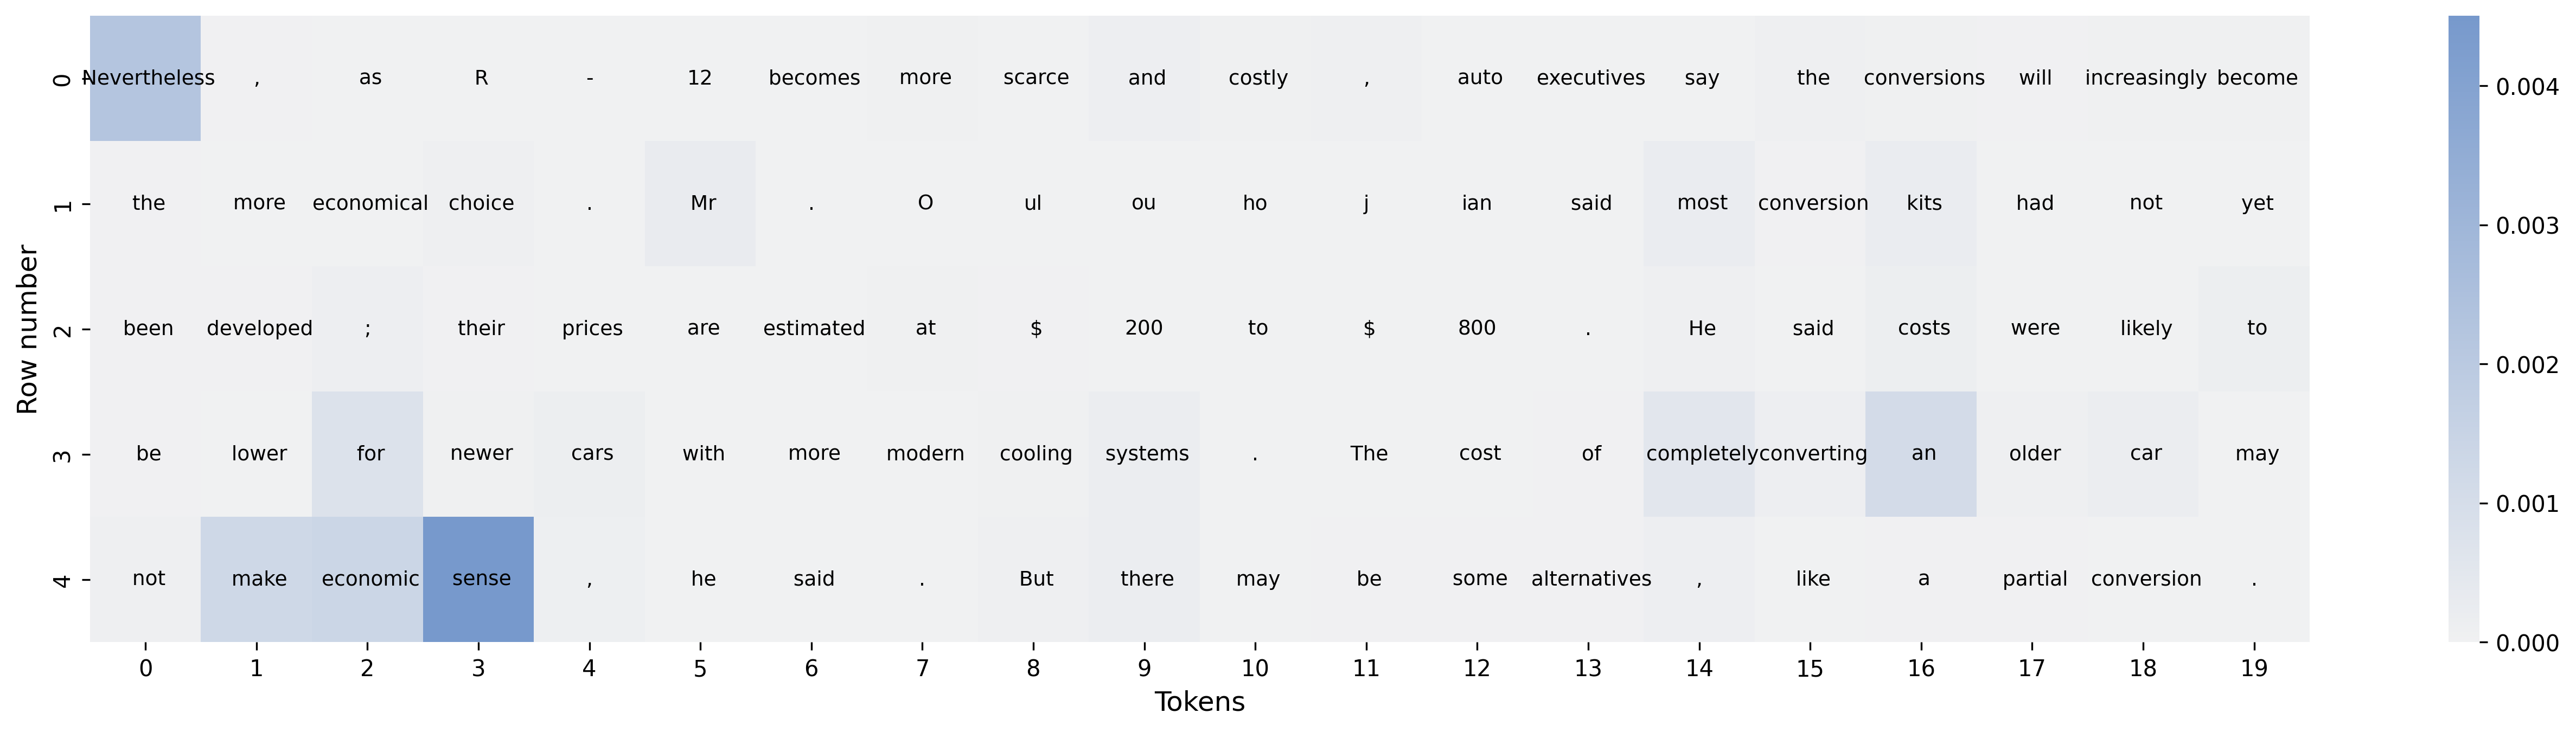 0 Nevertheless , as R - 12 becomes more scarce and costly , auto executives say the conversions will increasingly become
1 the more economical choice . Mr . O ul ou ho j ian said most conversion kits had not yet
2 been developed ; their prices are estimated at $ 200 to $ 800 . He said costs were likely to
3 be lower for newer cars with more modern cooling systems . The cost of completely converting an older car may
4 not make economic sense , he said . But there may be some alternatives , like a partial conversion .
0 1 2 3 4 5 6 7 8 9 10 11 12 13 14 15 16 17 18 19
Tokens
Row number
0.004
0.003
0.002
0.001
0.000